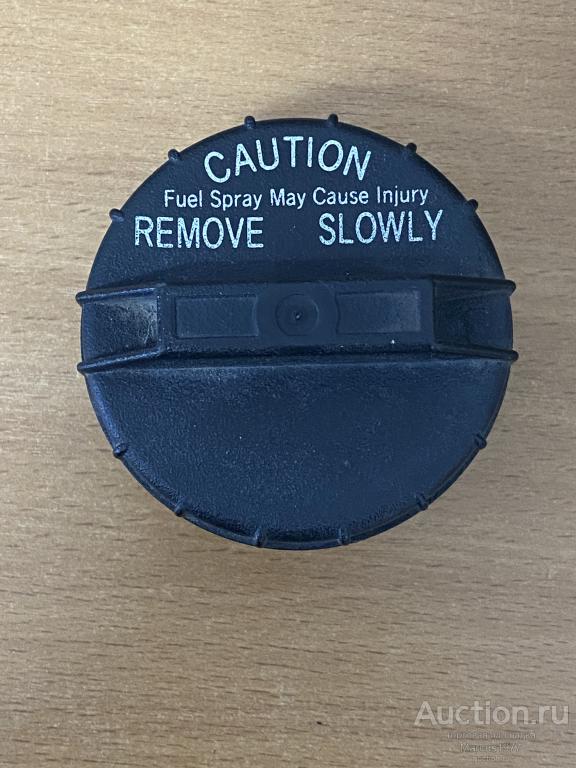 CAUTION
Fuel Spray May Cause Injury
REMOVE SLOWLY
Auction.ru